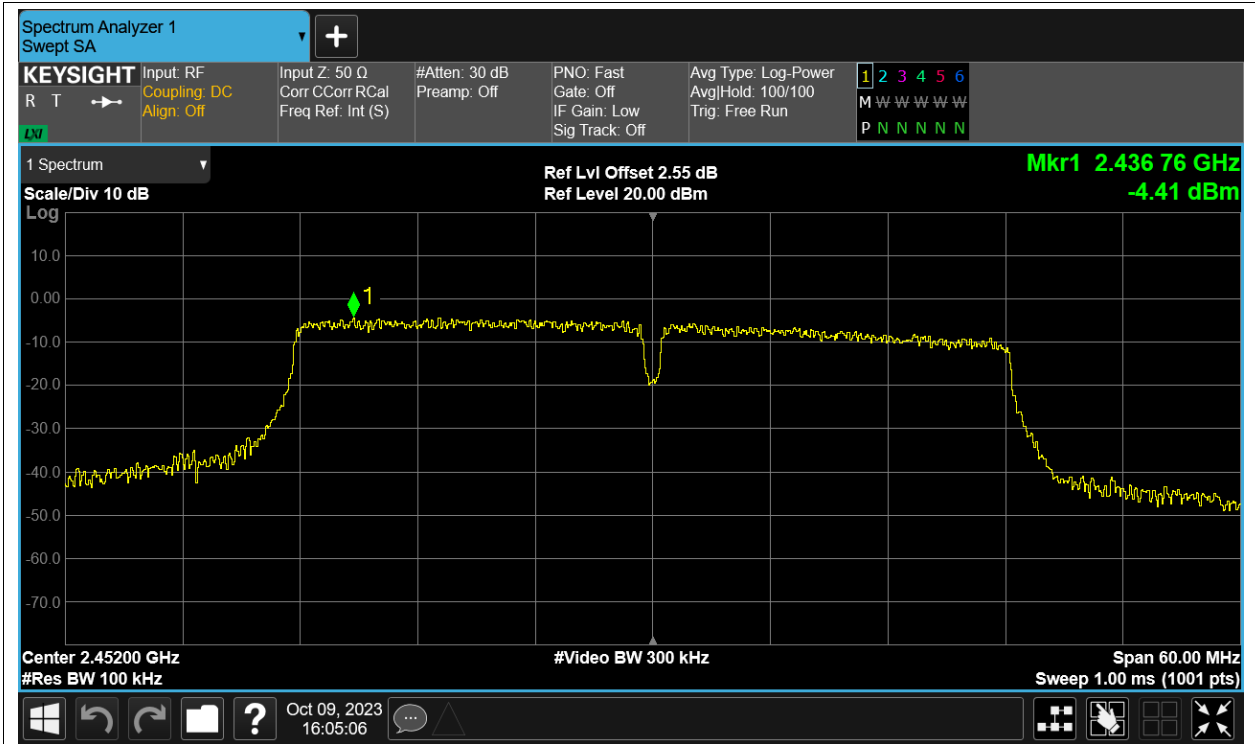 Spectrum Analyzer 1
Swept SA
KEYSIGHT
R T
LXI
Input: RF
Coupling: DC
Align: Off
Input Z: 50 Ω
Corr CCorr RCal
Freq Ref: Int (S)
#Atten: 30 dB
Preamp: Off
PNO: Fast
Gate: Off
IF Gain: Low
Sig Track: Off
Avg Type: Log-Power
Avg|Hold: 100/100
Trig: Free Run
1 2 3 4 5 6
M W W W W W
P N N N N N
1 Spectrum
Scale/Div 10 dB
Log
Ref Lvl Offset 2.55 dB
Ref Level 20.00 dBm
Mkr1 2.436 76 GHz
-4.41 dBm
10.0
0.00
1
-10.0
-20.0
-30.0
-40.0
-50.0
-60.0
-70.0
Center 2.45200 GHz
#Res BW 100 kHz
#Video BW 300 kHz
Span 60.00 MHz
Sweep 1.00 ms (1001 pts)
?
Oct 09, 2023
16:05:06